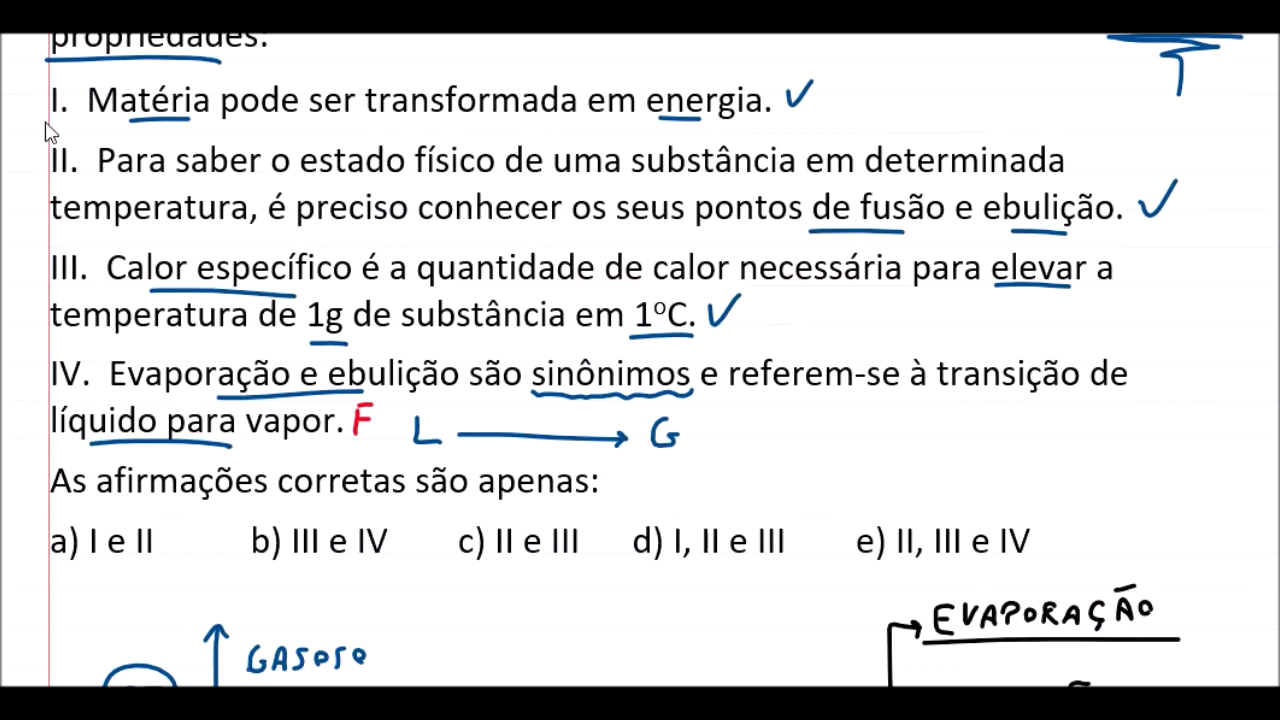 propriedades:
I. Matéria pode ser transformada em energia. ✓
II. Para saber o estado físico de uma substância em determinada
temperatura, é preciso conhecer os seus pontos de fusão e ebulição. ✓
III. Calor específico é a quantidade de calor necessária para elevar a
temperatura de 1g de substância em 1ºC. ✓
IV. Evaporação e ebulição são sinônimos e referem-se à transição de
líquido para vapor. F L → G
As afirmações corretas são apenas:
a) I e II b) III e IV c) II e III d) I, II e III e) II, III e IV
EVAPORAÇÃO
GASOSO